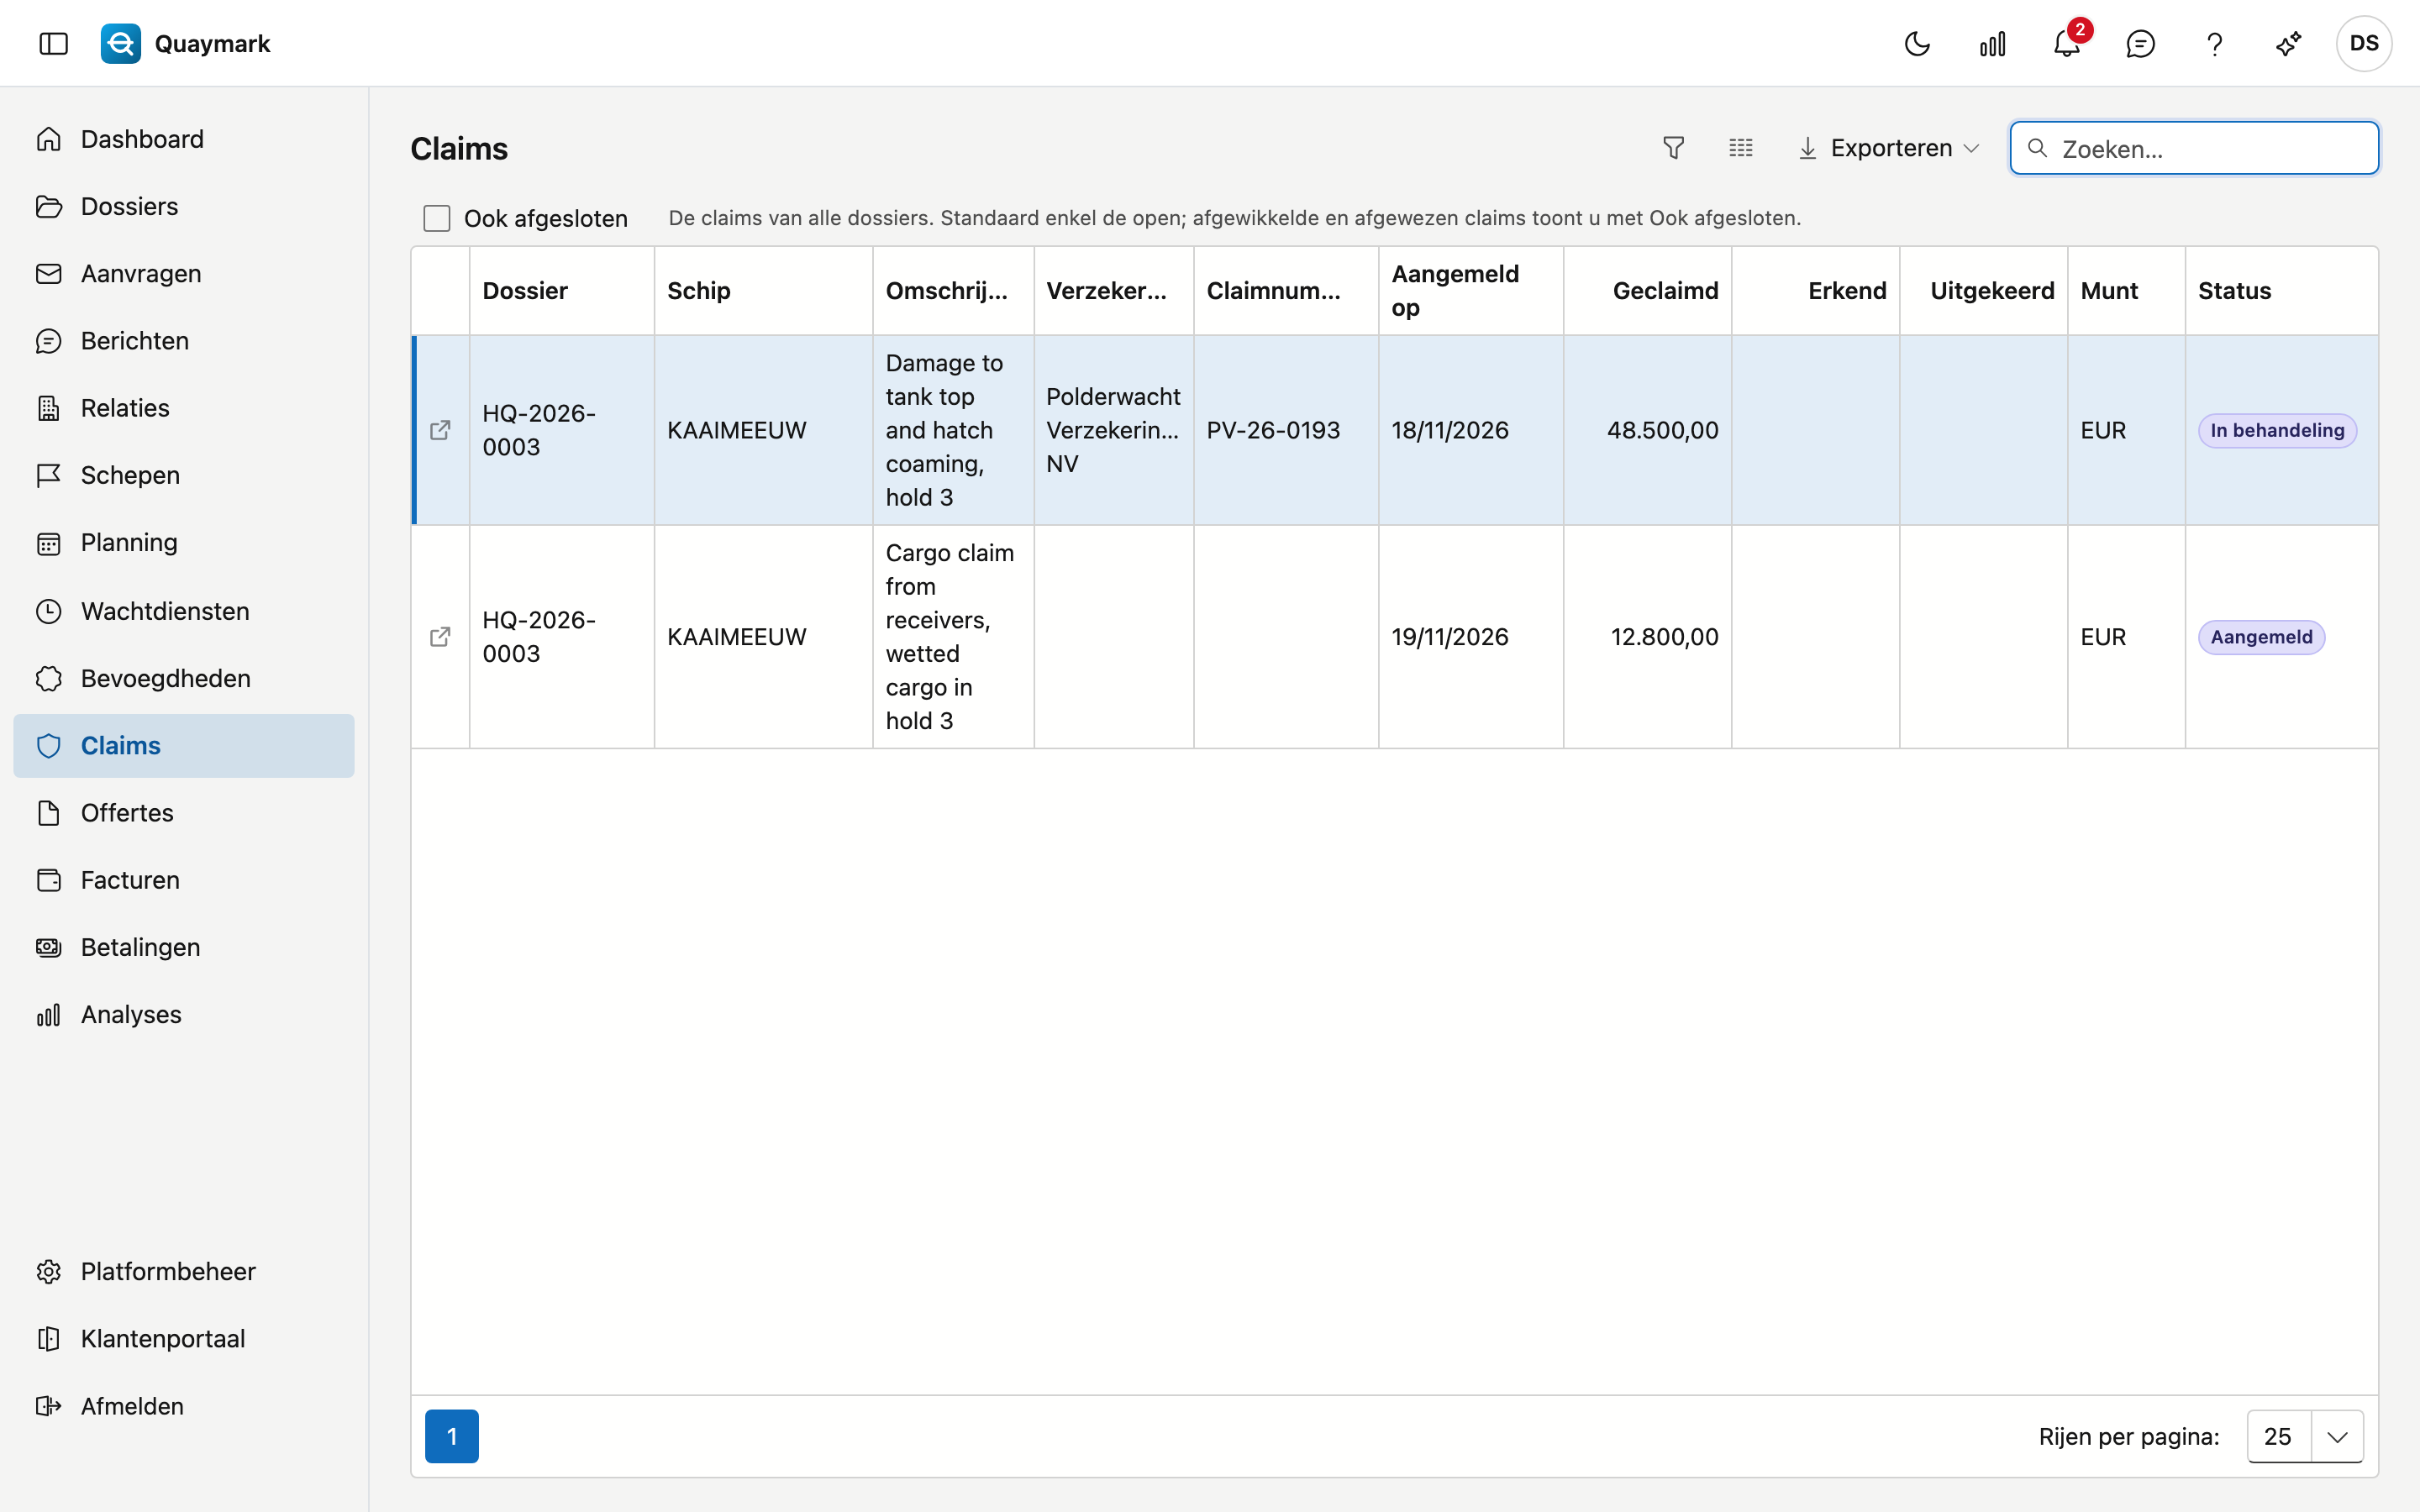 Quaymark
2
DS
Dashboard
Dossiers
Aanvragen
Berichten
Relaties
Schepen
Planning
Wachtdiensten
Bevoegdheden
Claims
Offertes
Facturen
Betalingen
Analyses
Platformbeheer
Klantenportaal
Afmelden
Claims
Exporteren
Zoeken...
Ook afgesloten
De claims van alle dossiers. Standaard enkel de open; afgewikkelde en afgewezen claims toont u met Ook afgesloten.
Dossier
Schip
Omschrij...
Verzeker...
Claimnum...
Aangemeld
op
Geclaimd
Erkend
Uitgekeerd
Munt
Status
HQ-2026-
0003
KAAIMEEUW
Damage to
tank top
and hatch
coaming,
hold 3
Polderwacht
Verzekerin...
NV
PV-26-0193
18/11/2026
48.500,00
EUR
In behandeling
HQ-2026-
0003
KAAIMEEUW
Cargo claim
from
receivers,
wetted
cargo in
hold 3
19/11/2026
12.800,00
EUR
Aangemeld
1
Rijen per pagina:
25